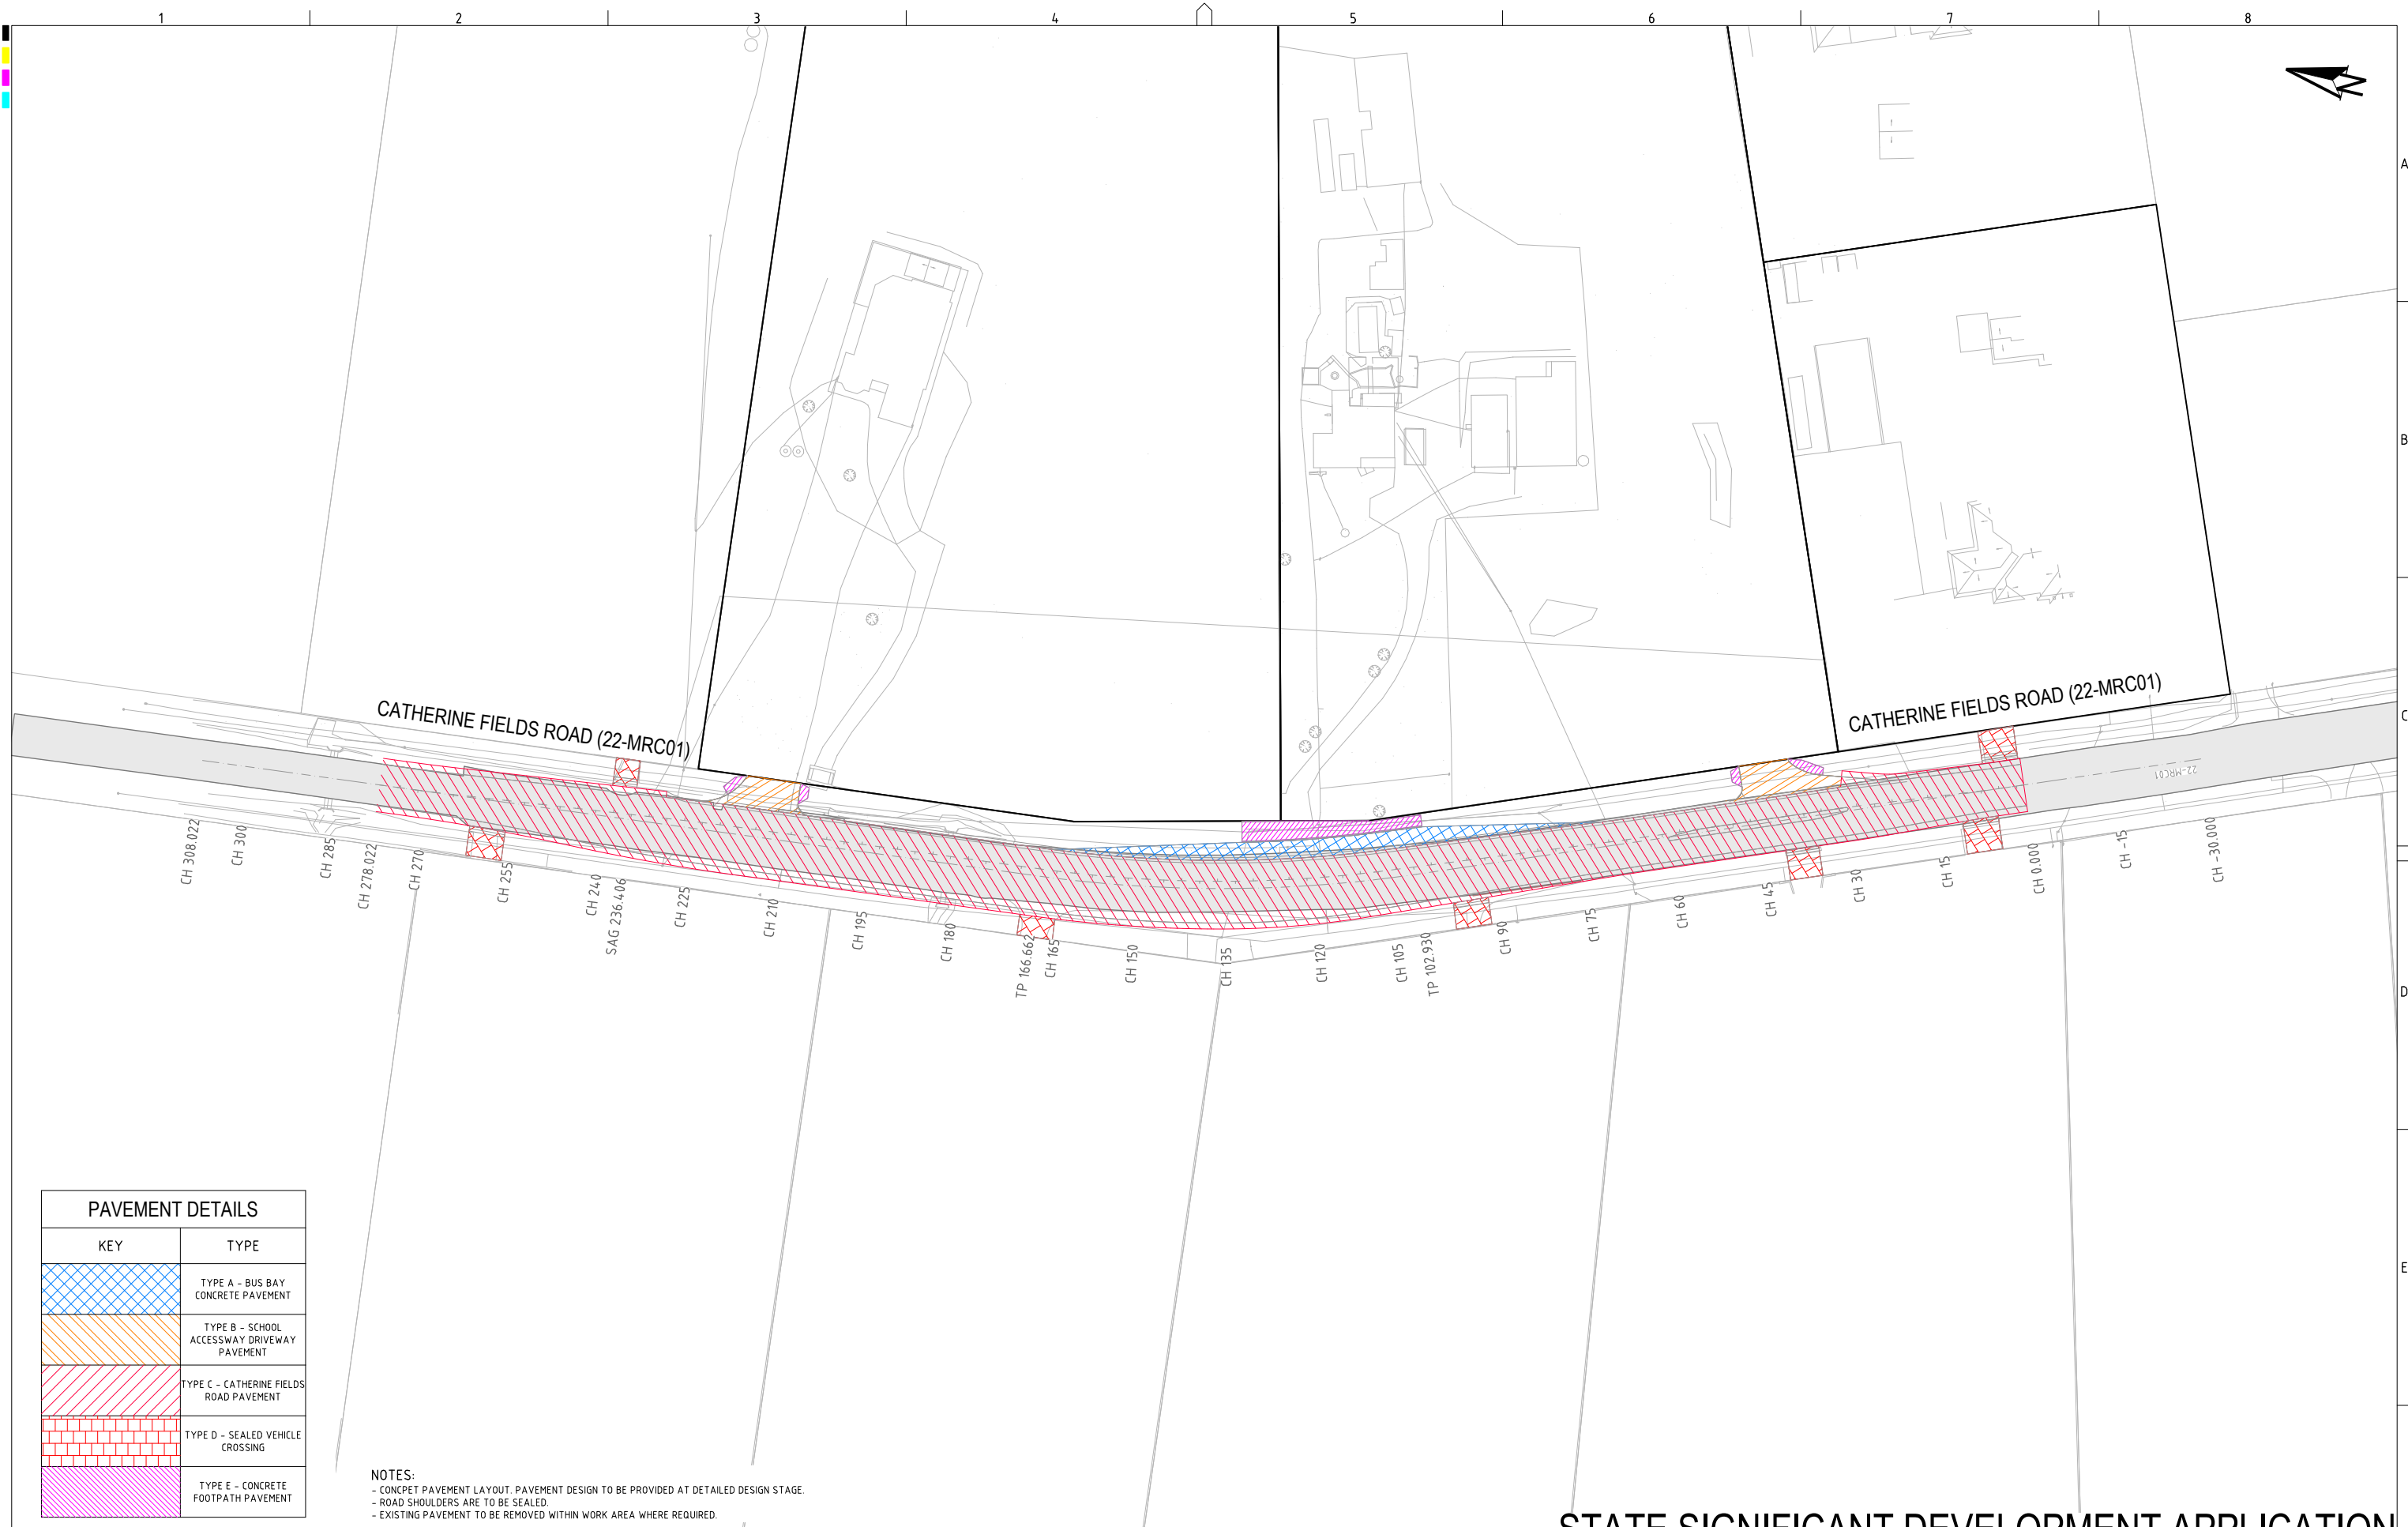 1 2 3 4 5 6 7 8
A
B
C
D
E
CATHERINE FIELDS ROAD (22-MRC01)
CATHERINE FIELDS ROAD (22-MRC01)
22-MRC01
CH 308.022
CH 300
CH 285
CH 278.022
CH 270
CH 255
CH 240
SAG 236.406
CH 225
CH 210
CH 195
CH 180
TP 166.662
CH 165
CH 150
CH 135
CH 120
CH 105
TP 102.930
CH 90
CH 75
CH 60
CH 45
CH 30
CH 15
CH 0.000
CH -15
CH -30.000
PAVEMENT DETAILS
KEY TYPE
TYPE A - BUS BAY
CONCRETE PAVEMENT
TYPE B - SCHOOL
ACCESSWAY DRIVEWAY
PAVEMENT
TYPE C - CATHERINE FIELDS
ROAD PAVEMENT
TYPE D - SEALED VEHICLE
CROSSING
TYPE E - CONCRETE
FOOTPATH PAVEMENT
NOTES:
- CONCPET PAVEMENT LAYOUT. PAVEMENT DESIGN TO BE PROVIDED AT DETAILED DESIGN STAGE.
- ROAD SHOULDERS ARE TO BE SEALED.
- EXISTING PAVEMENT TO BE REMOVED WITHIN WORK AREA WHERE REQUIRED.
STATE SIGNIFICANT DEVELOPMENT APPLICATION